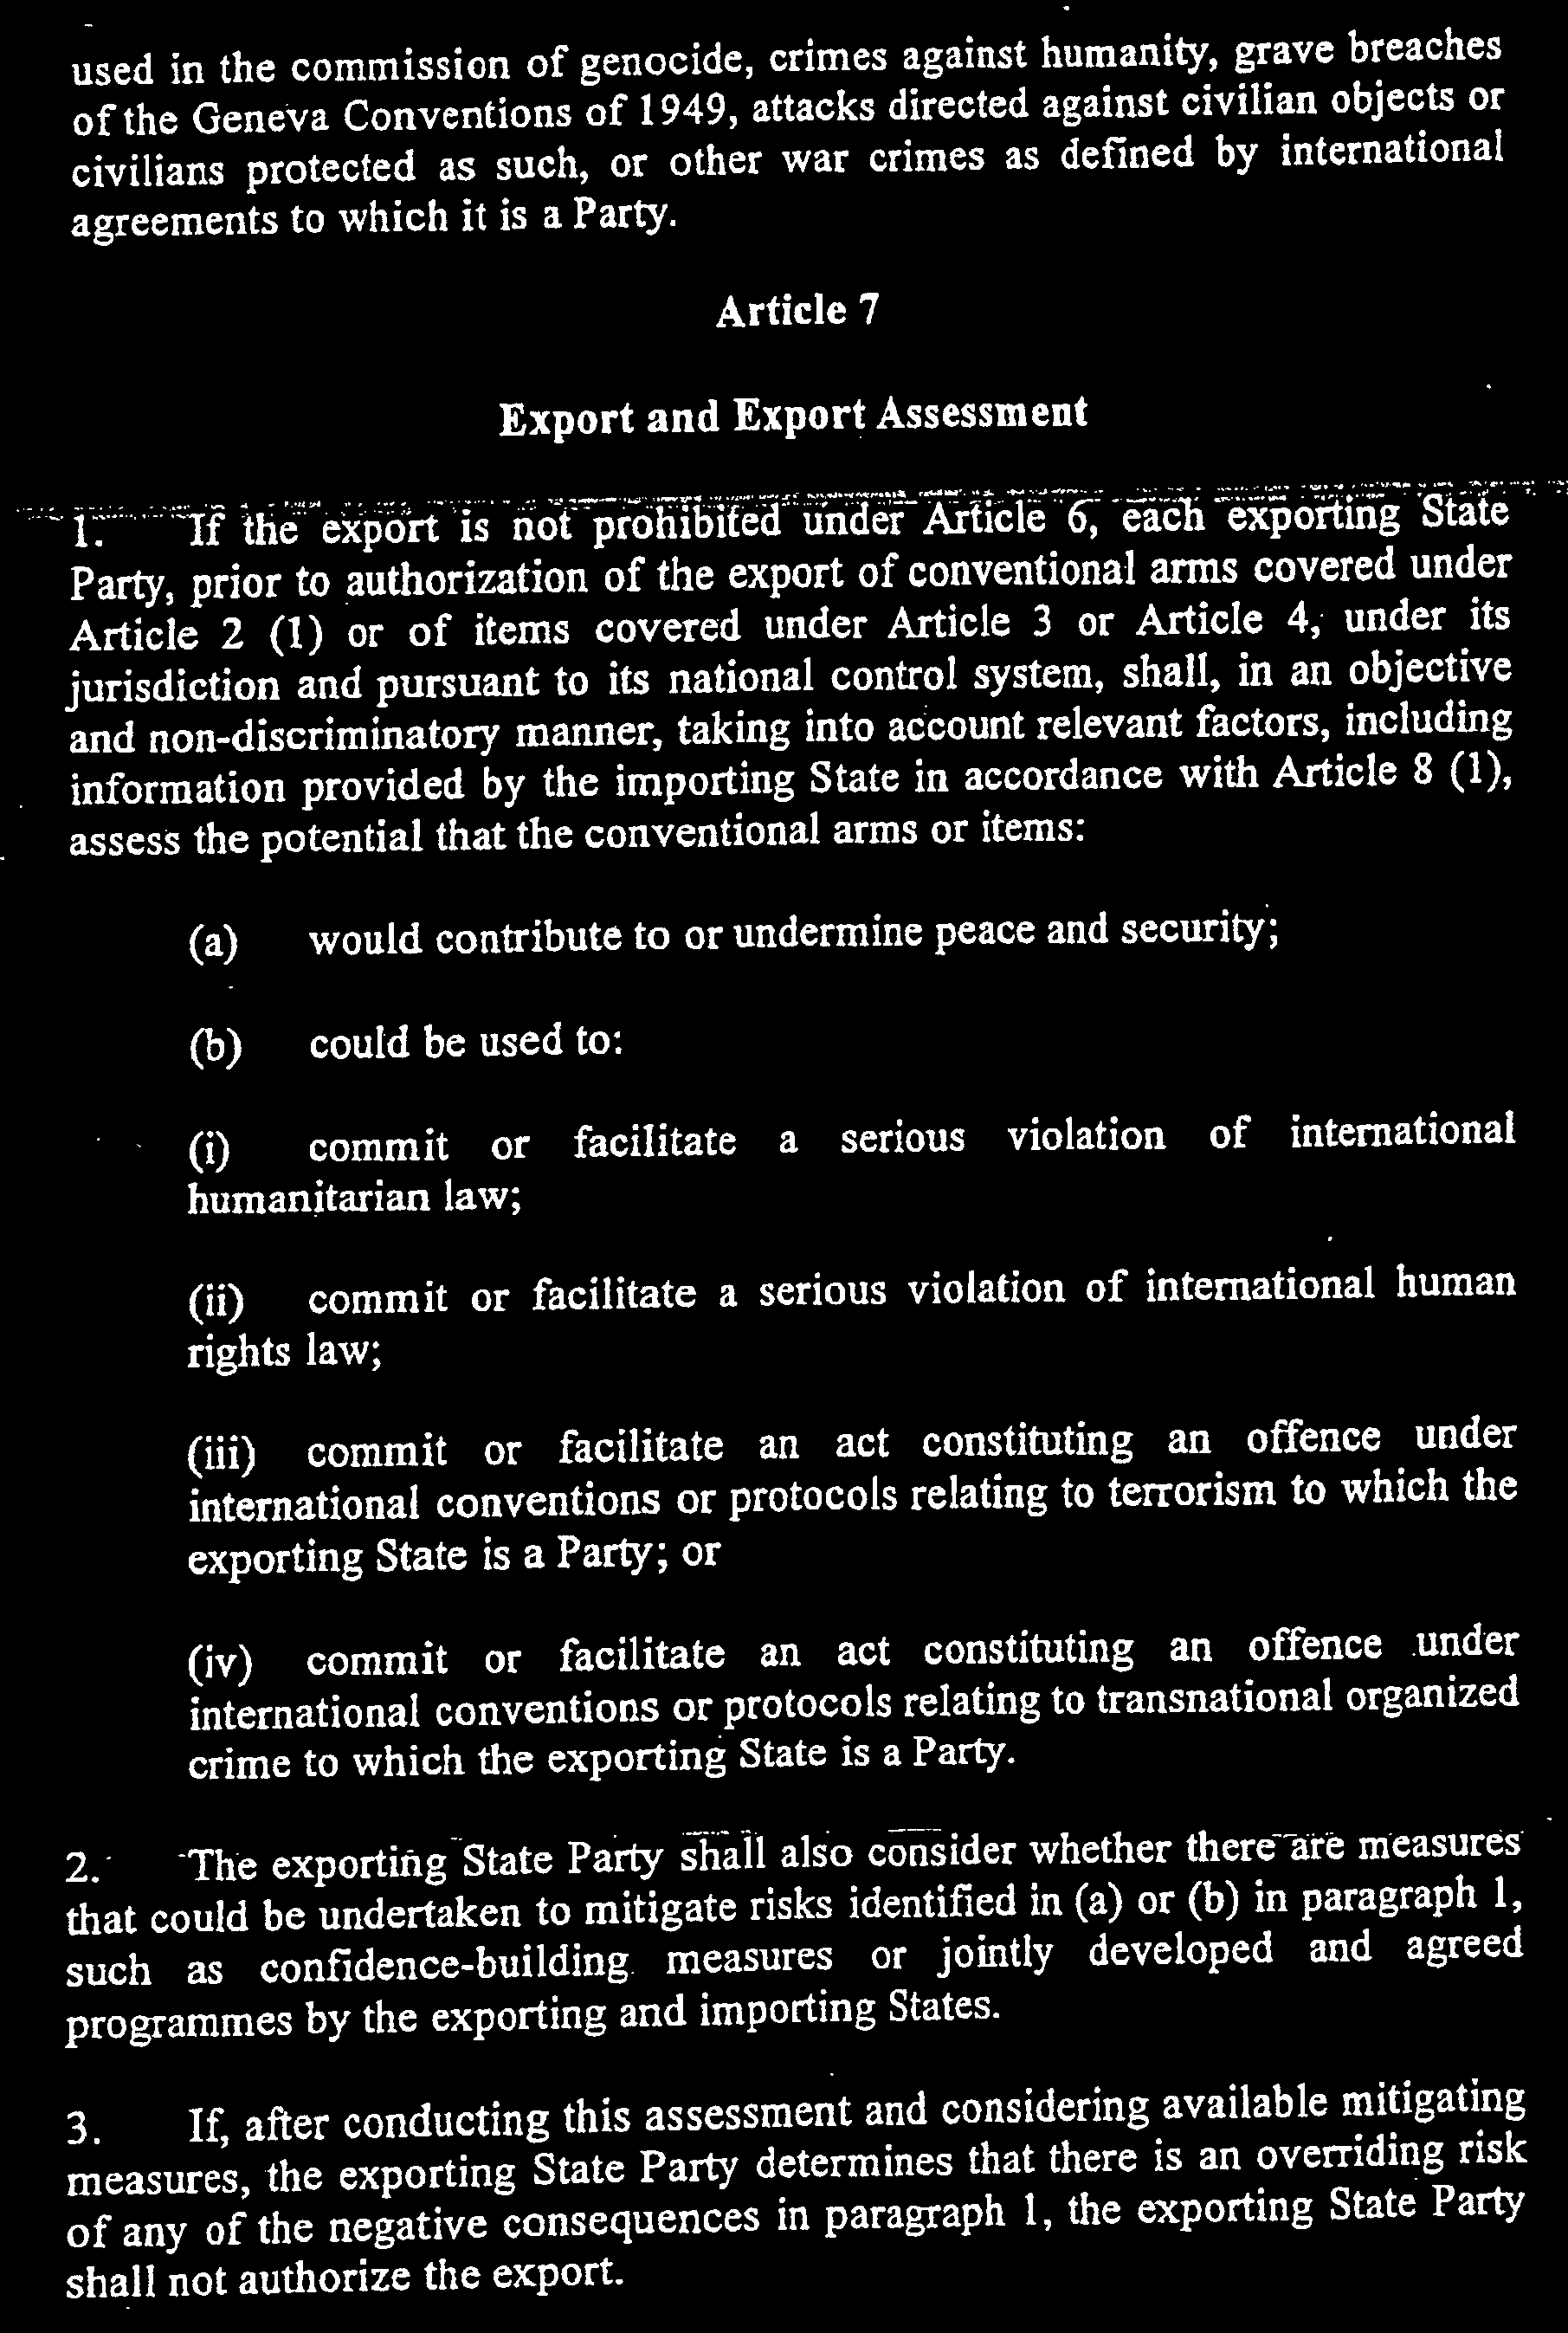 used in the commission of genocide, crimes against humanity, grave breaches
of the Geneva Conventions of 1949, attacks directed against civilian objects or
civilians protected as such, or other war crimes as defined by international
agreements to which it is a Party.
Article 7
Export and Export Assessment
1. If the export is not prohibited under Article 6, each exporting State
Party, prior to authorization of the export of conventional arms covered under
Article 2 (1) or of items covered under Article 3 or Article 4, under its
jurisdiction and pursuant to its national control system, shall, in an objective
and non-discriminatory manner, taking into account relevant factors, including
information provided by the importing State in accordance with Article 8 (1),
assess the potential that the conventional arms or items:
(a) would contribute to or undermine peace and security;
(b) could be used to:
(i) commit or facilitate a serious violation of international
humanitarian law;
(ii) commit or facilitate a serious violation of international human
rights law;
(iii) commit or facilitate an act constituting an offence under
international conventions or protocols relating to terrorism to which the
exporting State is a Party; or
(iv) commit or facilitate an act constituting an offence under
international conventions or protocols relating to transnational organized
crime to which the exporting State is a Party.
2. The exporting State Party shall also consider whether there are measures
that could be undertaken to mitigate risks identified in (a) or (b) in paragraph 1,
such as confidence-building measures or jointly developed and agreed
programmes by the exporting and importing States.
3. If, after conducting this assessment and considering available mitigating
measures, the exporting State Party determines that there is an overriding risk
of any of the negative consequences in paragraph 1, the exporting State Party
shall not authorize the export.